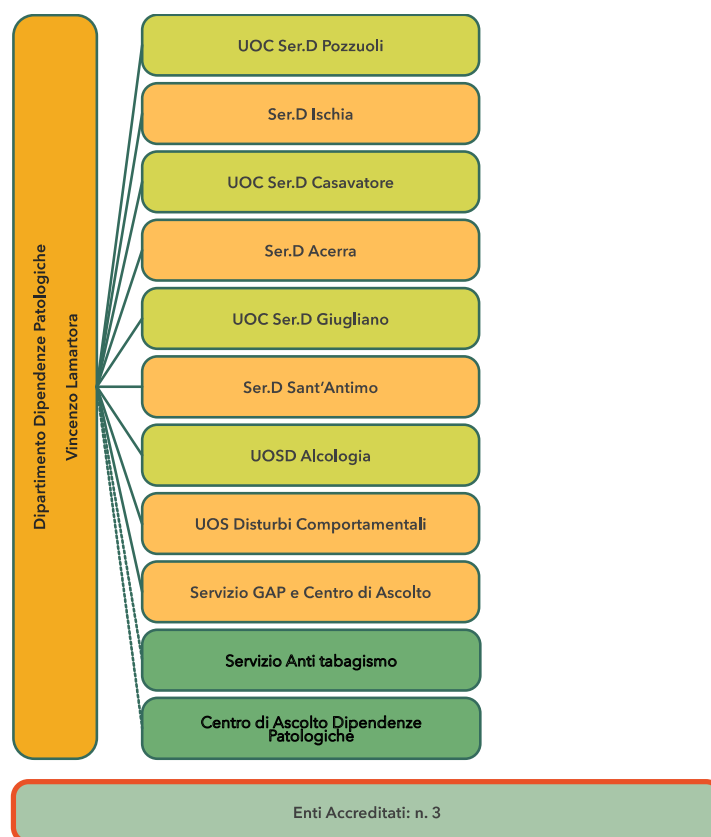 Dipartimento Dipendenze Patologiche
Vincenzo Lamartora
UOC Ser.D Pozzuoli
Ser.D Ischia
UOC Ser.D Casavatore
Ser.D Acerra
UOC Ser.D Giugliano
Ser.D Sant’Antimo
UOSD Alcologia
UOS Disturbi Comportamentali
Servizio GAP e Centro di Ascolto
Servizio Anti tabagismo
Centro di Ascolto Dipendenze
Patologiche
Enti Accreditati: n. 3